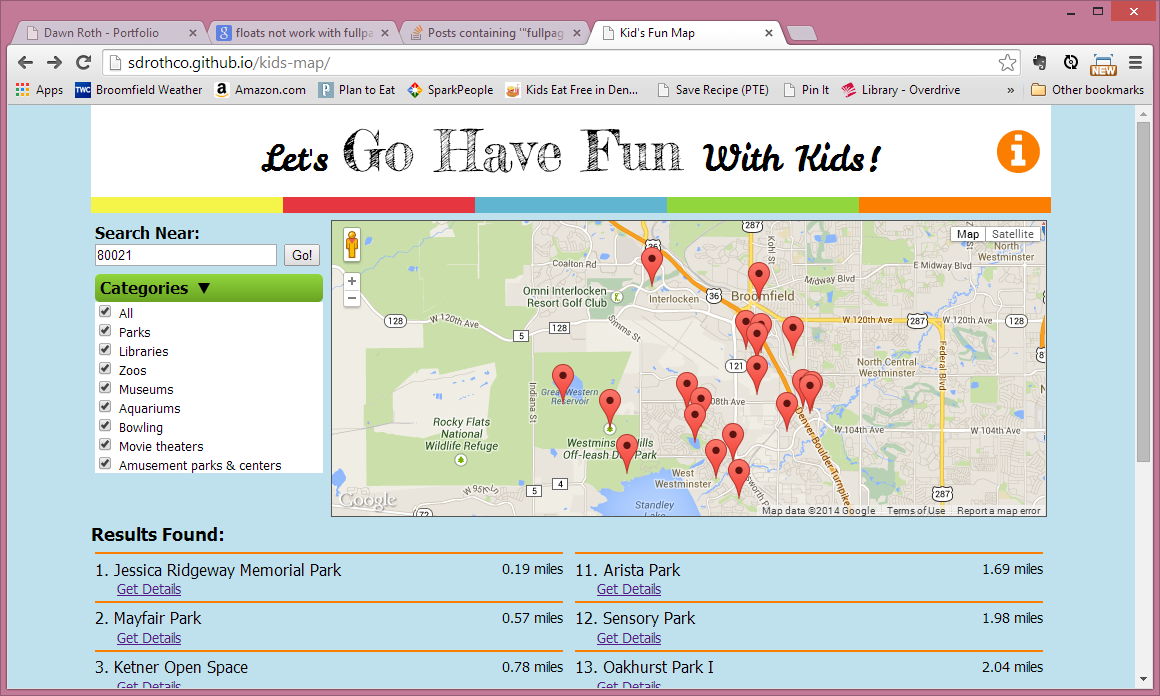 Dawn Roth - Portfolio
floats not work with fullpa
Posts containing '"fullpag
Kid's Fun Map
sdrothco.github.io/kids-map/
NEW
Apps
TWC
Broomfield Weather
Amazon.com
Plan to Eat
SparkPeople
Kids Eat Free in Den...
Save Recipe (PTE)
Pin It
Library - Overdrive
»
Other bookmarks
Let's Go Have Fun With Kids!
Search Near:
80021
Go!
Categories ▼
All
Parks
Libraries
Zoos
Museums
Aquariums
Bowling
Movie theaters
Amusement parks & centers
Map
Satellite
287
36
Kohl St
North Westminster
Coalton Rd
E Midway Blvd
Midway Blvd
Omni Interlocken
Resort Golf Club
Interlocken
36
Broomfield
128
W 120th Ave
5
128
Simms St
W 120th Ave
287
W 120th Ave
128
Federal Blvd
North Central
Westminster
121
Indiana St
Great Western
Reservoir
08th Ave
Rocky Flats
National
Wildlife Refuge
Westminster Hills
Off-leash Dog Park
W 104th Ave
W 104th Ave
Denver-Boulder Turnpike
West
Westminster
W 95th Ln
5
4
72
Standley
Lake
287
Google
Map data ©2014 Google
Terms of Use
Report a map error
Results Found:
1. Jessica Ridgeway Memorial Park 0.19 miles
Get Details
2. Mayfair Park 0.57 miles
Get Details
3. Ketner Open Space 0.78 miles
Get Details
11. Arista Park 1.69 miles
Get Details
12. Sensory Park 1.98 miles
Get Details
13. Oakhurst Park I 2.04 miles
Get Details